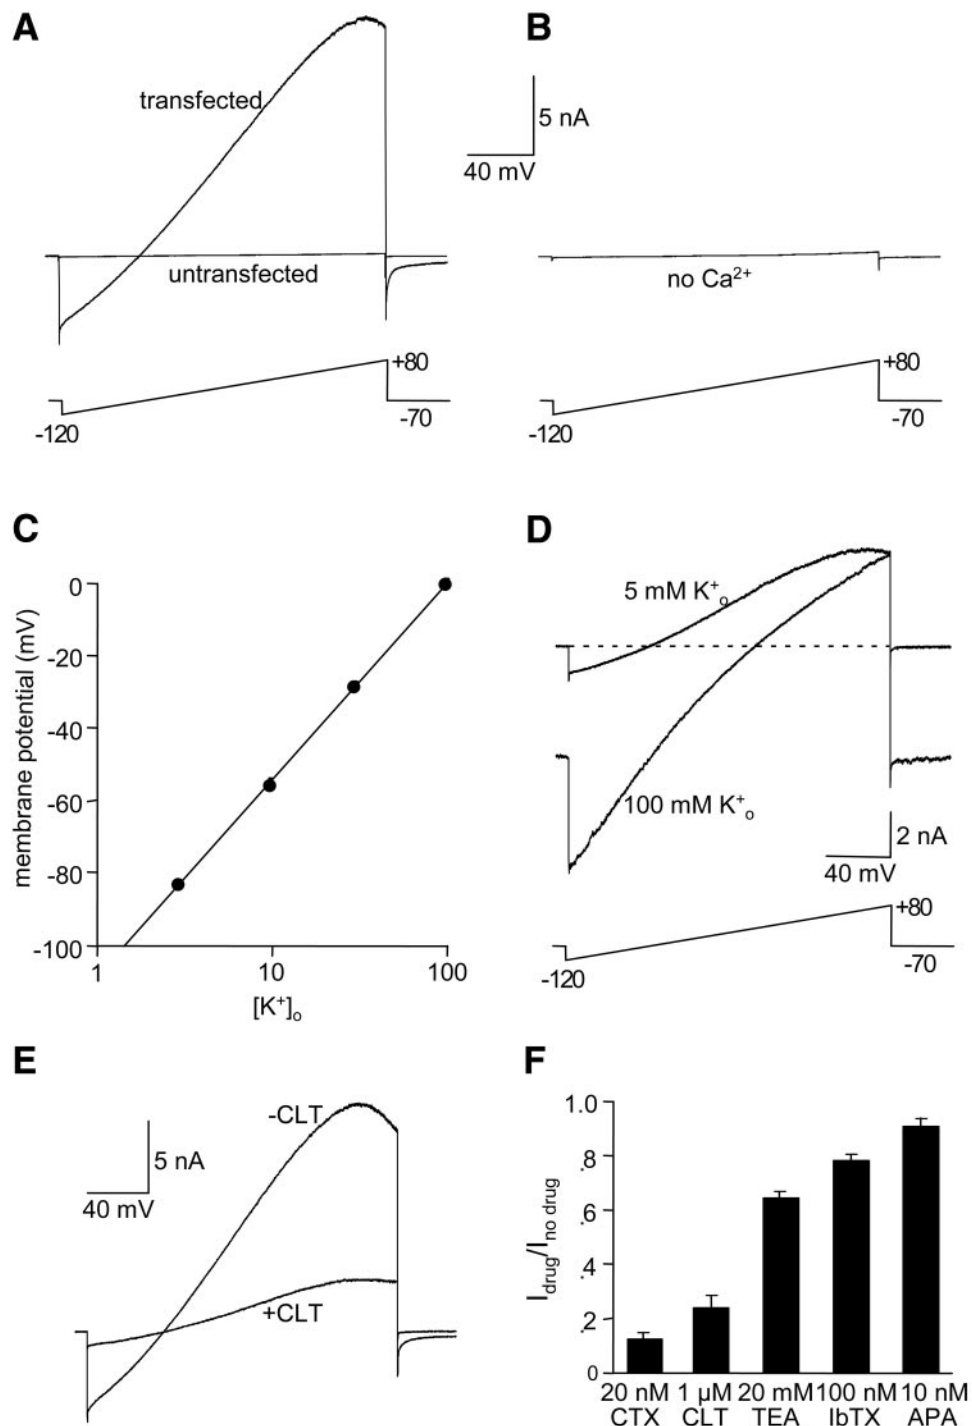 A
B
transfected
5 nA
40 mV
untransfected
no Ca²⁺
+80
-70
-120
+80
-70
-120
C
D
membrane potential (mV)
0
-20
-40
-60
-80
-100
1
10
100
[K⁺]ₒ
5 mM K⁺ₒ
100 mM K⁺ₒ
2 nA
40 mV
+80
-70
-120
E
F
-CLT
5 nA
40 mV
+CLT
I_drug/I_no drug
1.0
.8
.6
.4
.2
0
20 nM 1 µM 20 mM 100 nM 10 nM
CTX CLT TEA IbTX APA